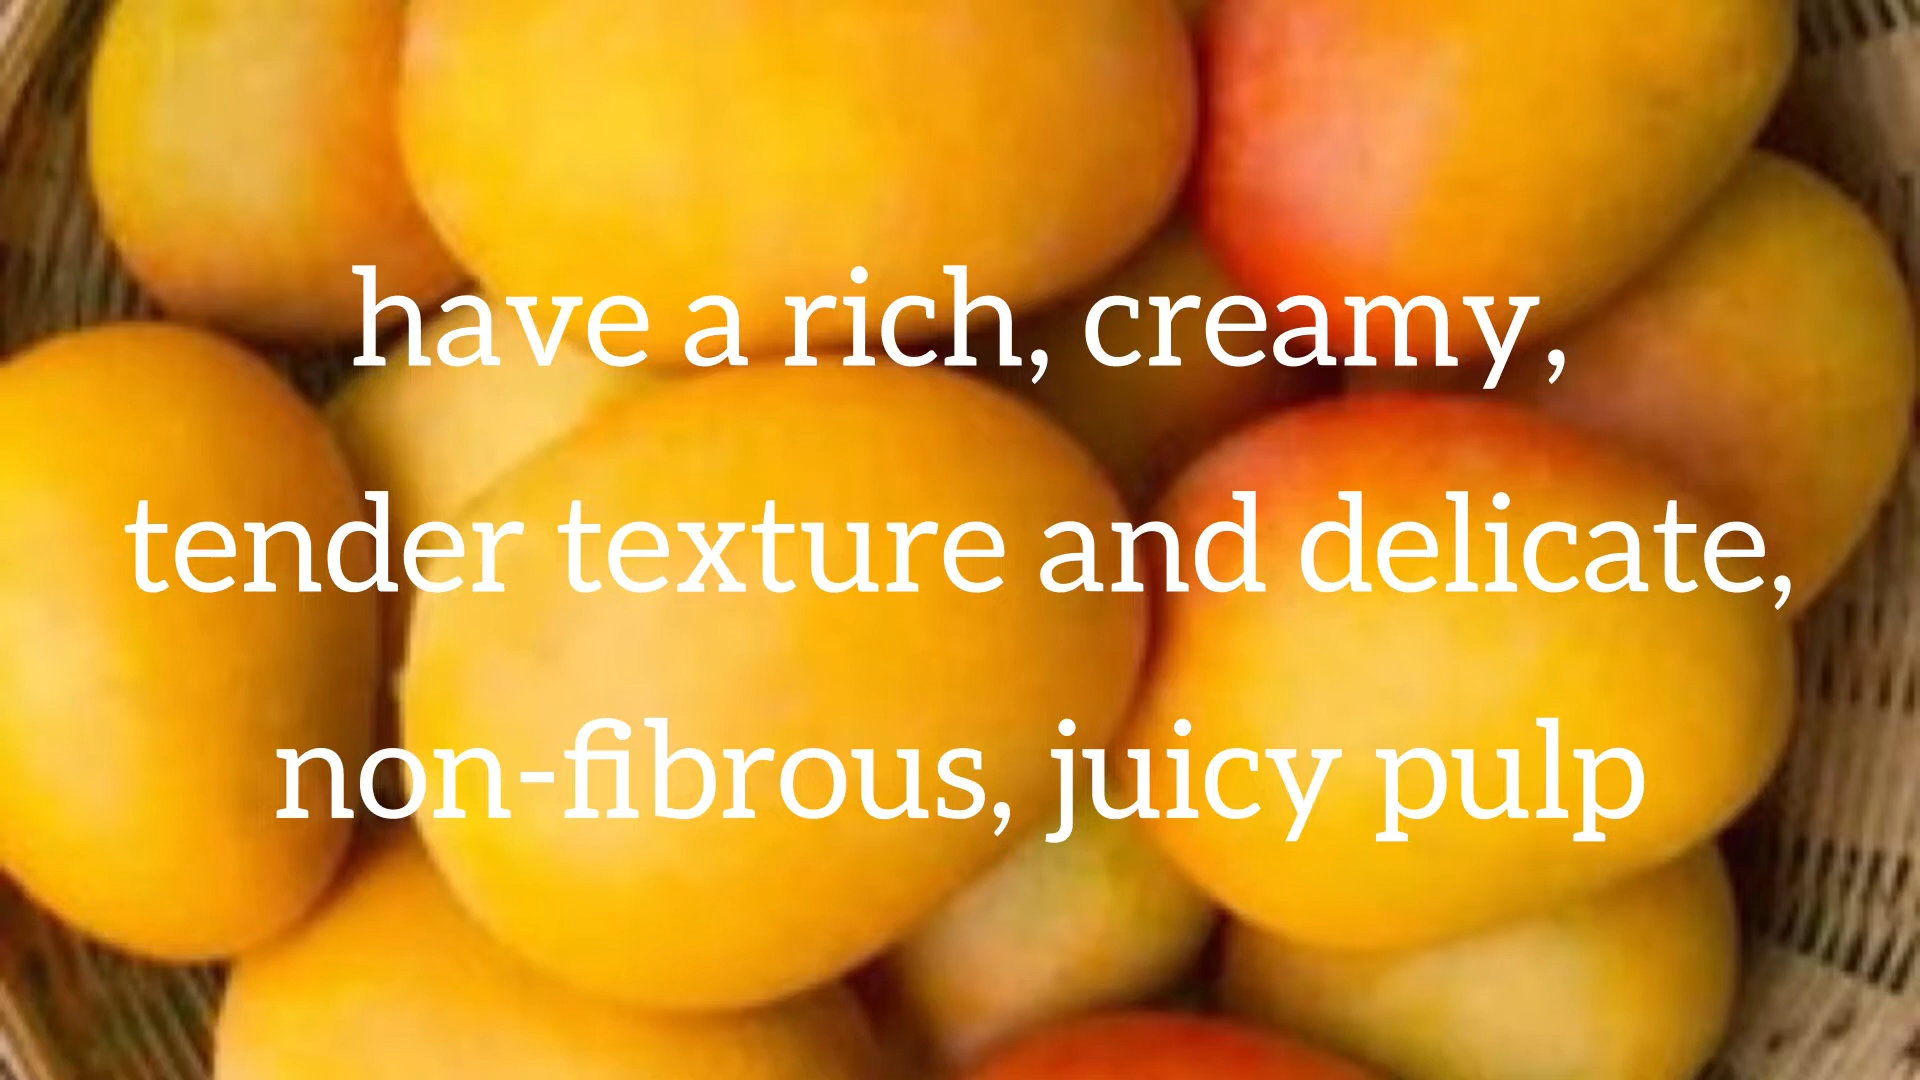 have a rich, creamy,
tender texture and delicate,
non-fibrous, juicy pulp